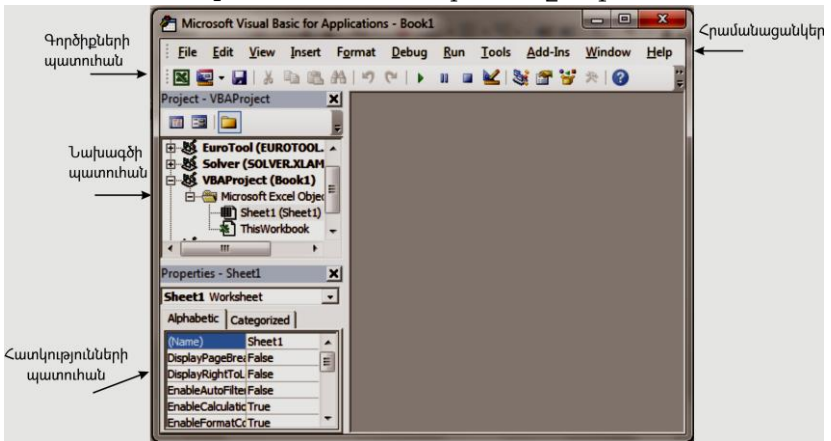 Microsoft Visual Basic for Applications - Book1
Հրամանացանկեր
File Edit View Insert Format Debug Run Tools Add-Ins Window Help
Գործիքների
պատուհան
Project - VBAProject
EuroTool (EUROTOOL.
Solver (SOLVER.XLAM
VBAProject (Book1)
Microsoft Excel Objec
Sheet1 (Sheet1)
ThisWorkbook
Նախագծի
պատուհան
Properties - Sheet1
Sheet1 Worksheet
Alphabetic Categorized
(Name) Sheet1
DisplayPageBrea False
DisplayRightToL False
EnableAutoFilte False
EnableCalculatic True
EnableFormatCc True
Հատկությունների
պատուհան